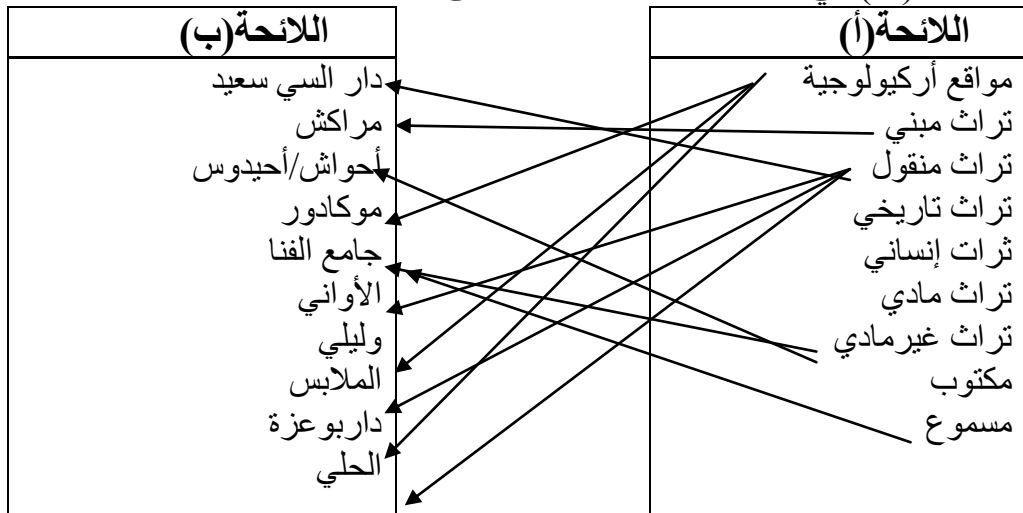 اللائحة(أ)
مواقع أركيولوجية
تراث مبني
تراث منقول
تراث تاريخي
ثرات إنساني
تراث مادي
تراث غيرمادي
مكتوب
مسموع
اللائحة(ب)
دار السي سعيد
مراكش
أحواش/أحيدوس
موكادور
جامع الفنا
الأواني
وليلي
الملابس
داربوعزة
الحلي